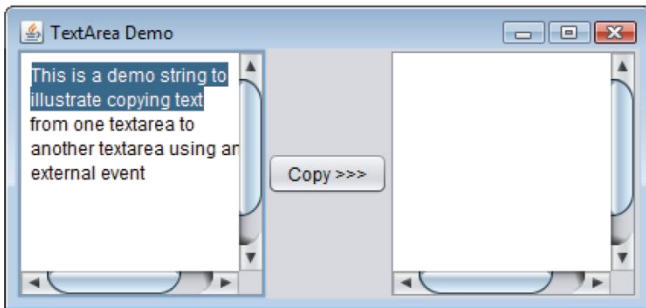 TextArea Demo
This is a demo string to
illustrate copying text
from one textarea to
another textarea using an
external event
Copy >>>